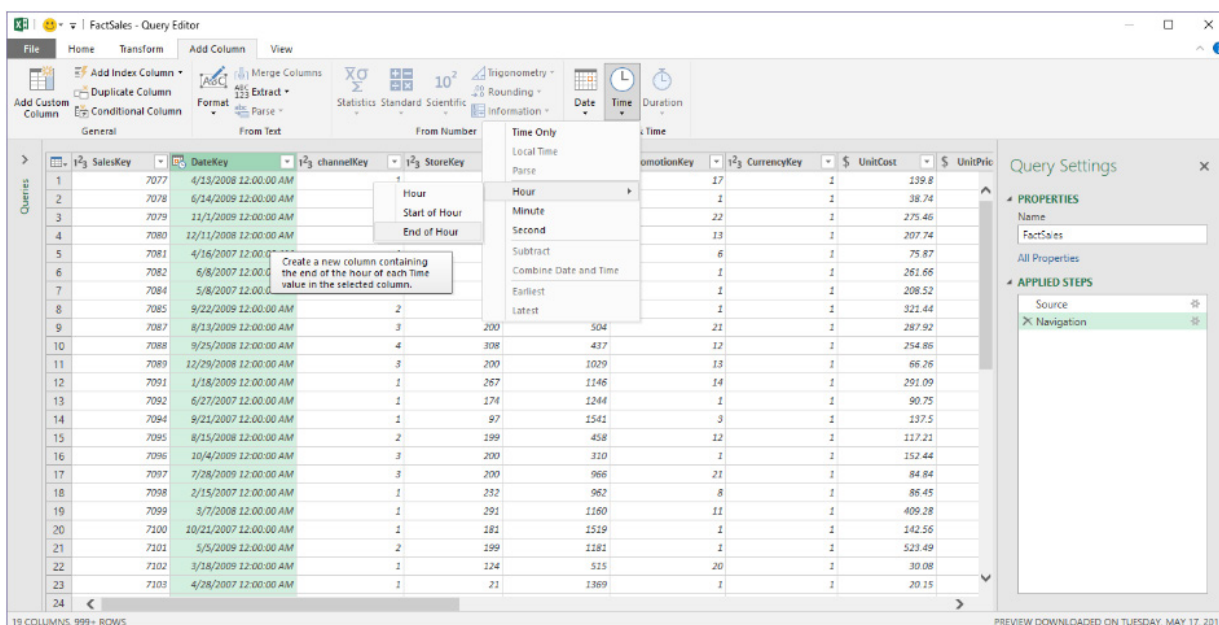 FactSales - Query Editor
File Home Transform Add Column View
Add Custom Column
Add Index Column
Duplicate Column
Conditional Column
General
Format
Merge Columns
Extract
Parse
From Text
Statistics Standard Scientific
10²
Trigonometry
Rounding
Information
From Number
Date Time Duration
Time
Time Only
Local Time
Parse
Hour
Minute
Second
Subtract
Combine Date and Time
Earliest
Latest
Hour
Start of Hour
End of Hour
Create a new column containing
the end of the hour of each Time
value in the selected column.
Queries
SalesKey DateKey channelKey StoreKey omotionKey CurrencyKey $ UnitCost $ UnitPric
1 7077 4/13/2008 12:00:00 AM 1 17 1 139.8
2 7078 6/14/2009 12:00:00 AM 1 1 38.74
3 7079 11/1/2009 12:00:00 AM 22 1 275.46
4 7080 12/11/2008 12:00:00 AM 13 1 207.74
5 7081 4/16/2007 6 1 75.87
6 7082 6/8/2007 1 1 261.66
7 7084 5/8/2007 1 1 208.52
8 7085 9/22/2009 12:00:00 AM 2 1 1 321.44
9 7087 8/13/2009 12:00:00 AM 3 200 504 21 1 287.92
10 7088 9/25/2008 12:00:00 AM 4 308 437 12 1 254.86
11 7089 12/29/2008 12:00:00 AM 3 200 1029 13 1 66.26
12 7091 1/18/2009 12:00:00 AM 1 267 1146 14 1 291.09
13 7092 6/27/2007 12:00:00 AM 1 174 1244 1 1 90.75
14 7094 9/21/2007 12:00:00 AM 1 97 1541 3 1 137.5
15 7095 8/15/2008 12:00:00 AM 2 199 458 12 1 117.21
16 7096 10/4/2009 12:00:00 AM 3 200 310 1 1 152.44
17 7097 7/28/2009 12:00:00 AM 3 200 966 21 1 84.84
18 7098 2/15/2007 12:00:00 AM 1 232 962 8 1 86.45
19 7099 3/7/2008 12:00:00 AM 1 291 1160 11 1 409.28
20 7100 10/21/2007 12:00:00 AM 1 181 1519 1 1 142.56
21 7101 5/5/2009 12:00:00 AM 2 199 1181 1 1 523.49
22 7102 3/18/2009 12:00:00 AM 1 124 515 20 1 30.08
23 7103 4/28/2007 12:00:00 AM 1 21 1369 1 1 20.15
24
Query Settings
PROPERTIES
Name
FactSales
All Properties
APPLIED STEPS
Source
Navigation
19 COLUMNS, 999+ ROWS
PREVIEW DOWNLOADED ON TUESDAY, MAY 17, 201